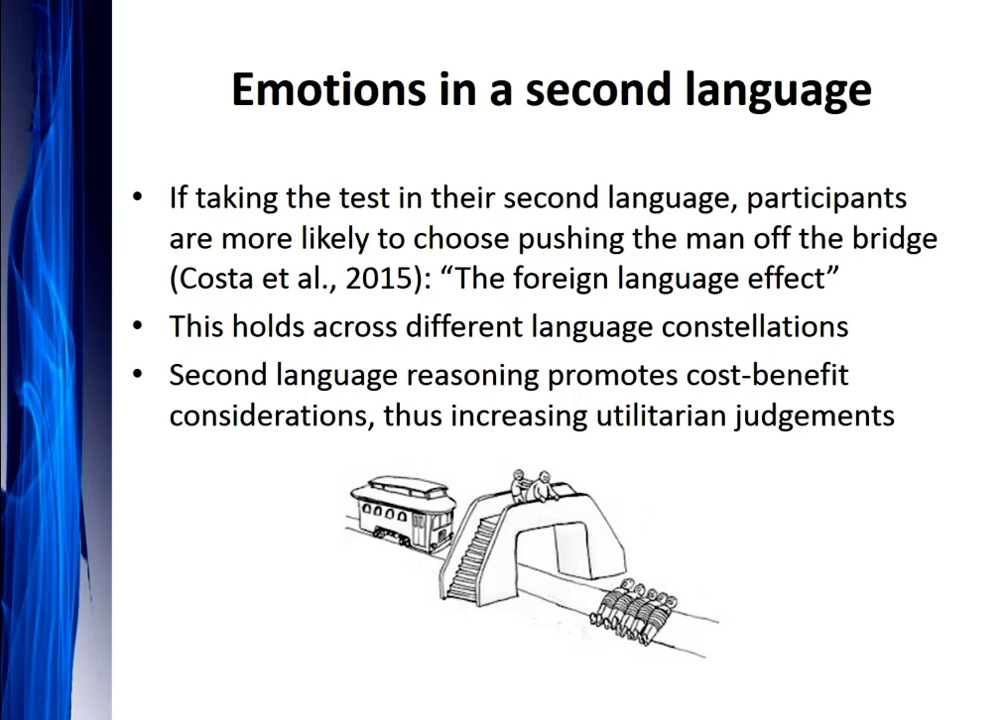 Emotions in a second language
• If taking the test in their second language, participants
are more likely to choose pushing the man off the bridge
(Costa et al., 2015): “The foreign language effect”
• This holds across different language constellations
• Second language reasoning promotes cost-benefit
considerations, thus increasing utilitarian judgements